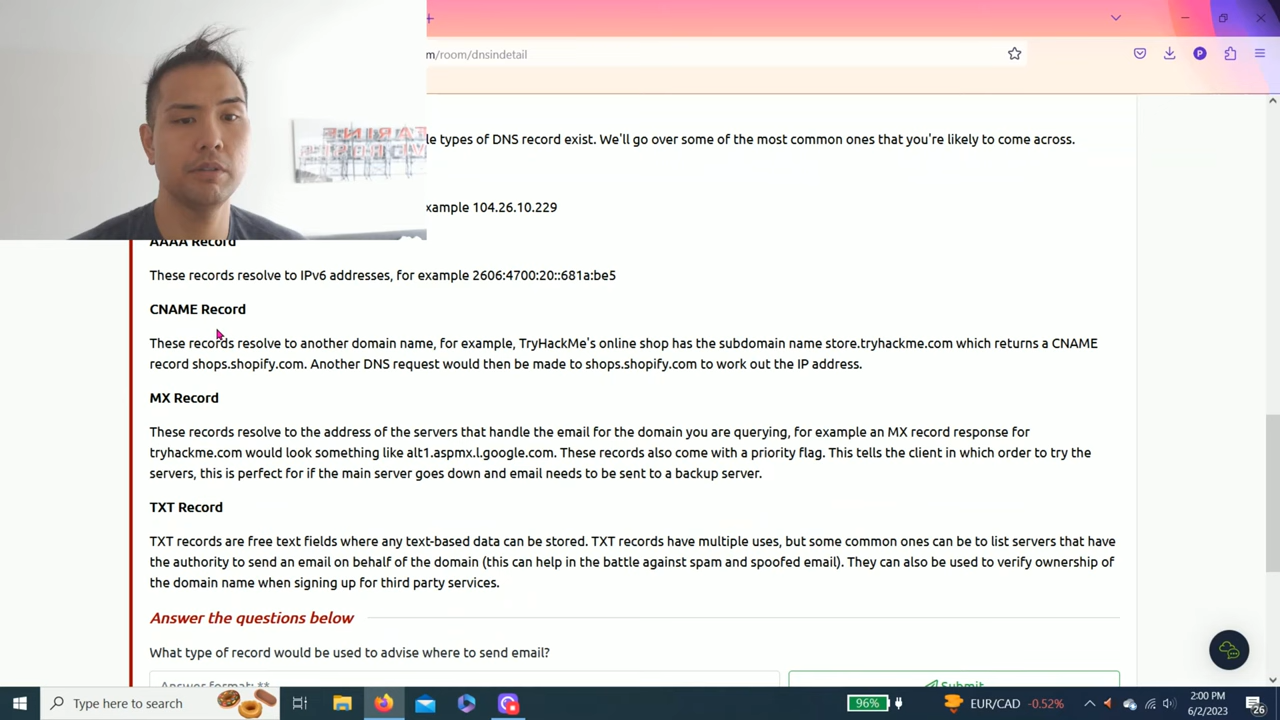 m/room/dnsindetail
le types of DNS record exist. We'll go over some of the most common ones that you're likely to come across.
xample 104.26.10.229
AAAA Record
These records resolve to IPv6 addresses, for example 2606:4700:20::681a:be5
CNAME Record
These records resolve to another domain name, for example, TryHackMe's online shop has the subdomain name store.tryhackme.com which returns a CNAME
record shops.shopify.com. Another DNS request would then be made to shops.shopify.com to work out the IP address.
MX Record
These records resolve to the address of the servers that handle the email for the domain you are querying, for example an MX record response for
tryhackme.com would look something like alt1.aspmx.l.google.com. These records also come with a priority flag. This tells the client in which order to try the
servers, this is perfect for if the main server goes down and email needs to be sent to a backup server.
TXT Record
TXT records are free text fields where any text-based data can be stored. TXT records have multiple uses, but some common ones can be to list servers that have
the authority to send an email on behalf of the domain (this can help in the battle against spam and spoofed email). They can also be used to verify ownership of
the domain name when signing up for third party services.
Answer the questions below
What type of record would be used to advise where to send email?
Answer format: **
Submit
Type here to search
96%
EUR/CAD -0.52%
2:00 PM
6/2/2023
26